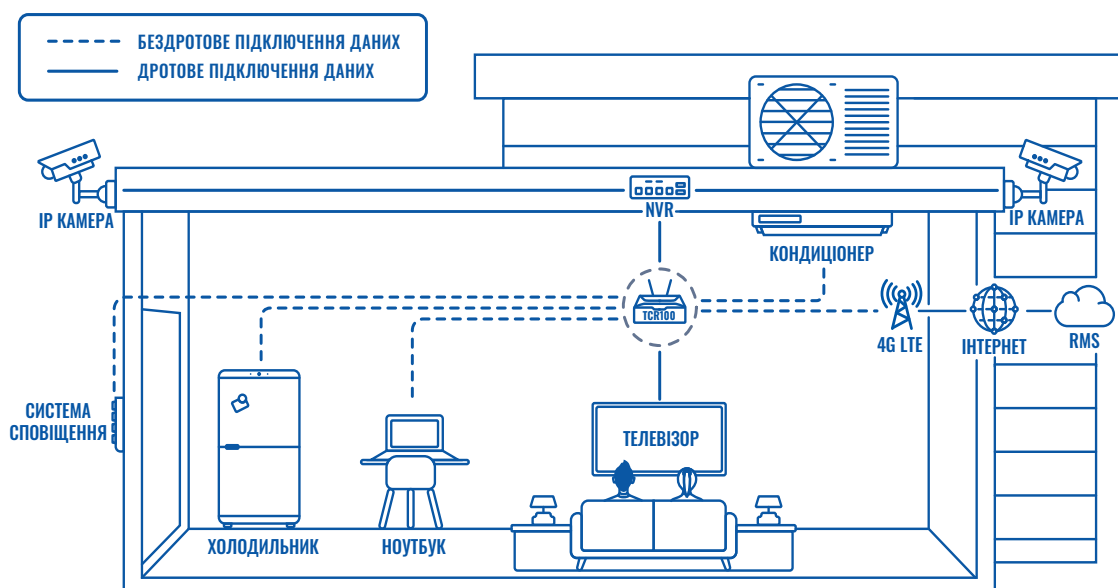 БЕЗДРОТОВЕ ПІДКЛЮЧЕННЯ ДАНИХ
ДРОТОВЕ ПІДКЛЮЧЕННЯ ДАНИХ
IP КАМЕРА
NVR
IP КАМЕРА
КОНДИЦІОНЕР
TCR100
4G LTE
ІНТЕРНЕТ
RMS
СИСТЕМА
СПОВІЩЕННЯ
ТЕЛЕВІЗОР
ХОЛОДИЛЬНИК
НОУТБУК